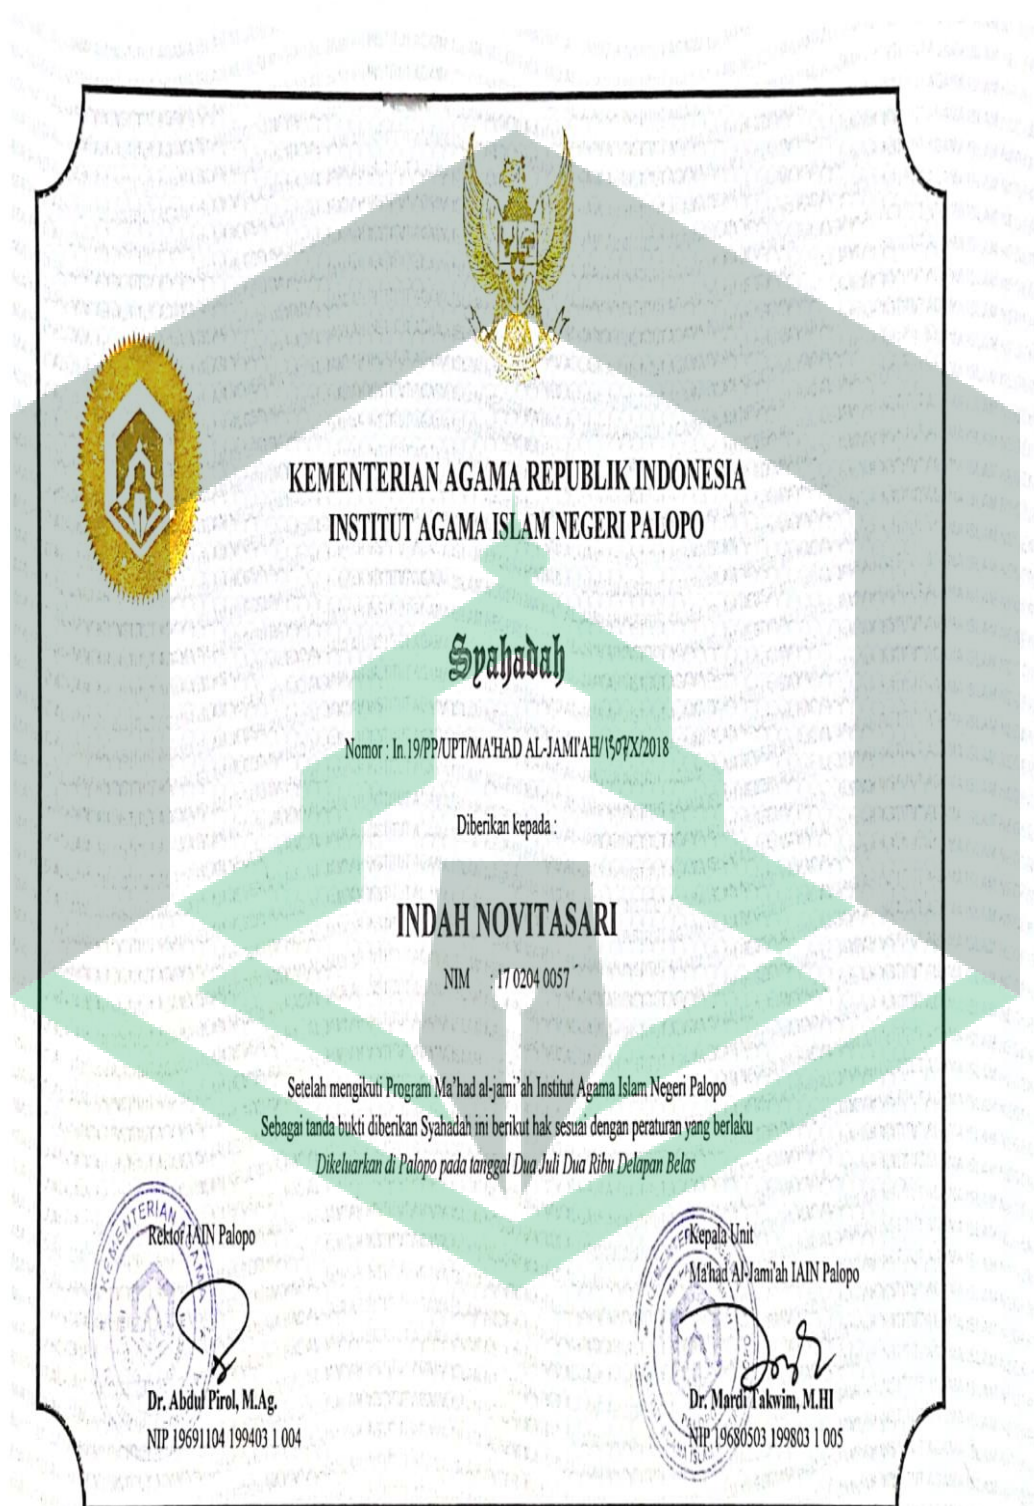 KEMENTERIAN AGAMA REPUBLIK INDONESIA
INSTITUT AGAMA ISLAM NEGERI PALOPO
Syahadah
Nomor : In.19/PP/UPT/MA'HAD AL-JAMI'AH/1507/X/2018
Diberikan kepada :
INDAH NOVITASARI
NIM : 17 0204 0057
Setelah mengikuti Program Ma'had al-jami'ah Institut Agama Islam Negeri Palopo
Sebagai tanda bukti diberikan Syahadah ini berikut hak sesuai dengan peraturan yang berlaku
Dikeluarkan di Palopo pada tanggal Dua Juli Dua Ribu Delapan Belas
Rektor IAIN Palopo
Dr. Abdul Pirol, M.Ag.
NIP 19691104 199403 1 004
Kepala Unit
Ma'had Al-Jami'ah IAIN Palopo
Dr. Mardi Takwim, M.HI
NIP 19680503 199803 1 005
KEMENTERIAN AGAMA